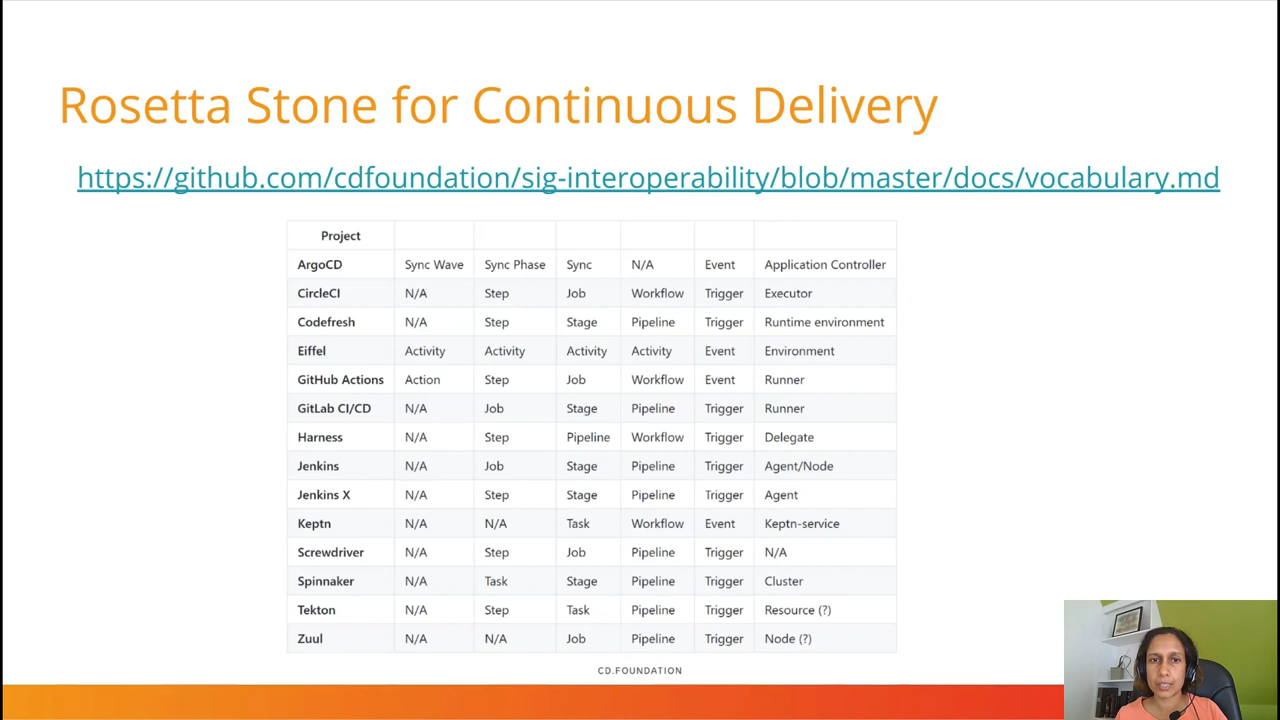 Rosetta Stone for Continuous Delivery
https://github.com/cdfoundation/sig-interoperability/blob/master/docs/vocabulary.md
Project
ArgoCD Sync Wave Sync Phase Sync N/A Event Application Controller
CircleCI N/A Step Job Workflow Trigger Executor
Codefresh N/A Step Stage Pipeline Trigger Runtime environment
Eiffel Activity Activity Activity Activity Event Environment
GitHub Actions Action Step Job Workflow Event Runner
GitLab CI/CD N/A Job Stage Pipeline Trigger Runner
Harness N/A Step Pipeline Workflow Trigger Delegate
Jenkins N/A Job Stage Pipeline Trigger Agent/Node
Jenkins X N/A Step Stage Pipeline Trigger Agent
Keptn N/A N/A Task Workflow Event Keptn-service
Screwdriver N/A Step Job Pipeline Trigger N/A
Spinnaker N/A Task Stage Pipeline Trigger Cluster
Tekton N/A Step Task Pipeline Trigger Resource (?)
Zuul N/A N/A Job Pipeline Trigger Node (?)
CD.FOUNDATION